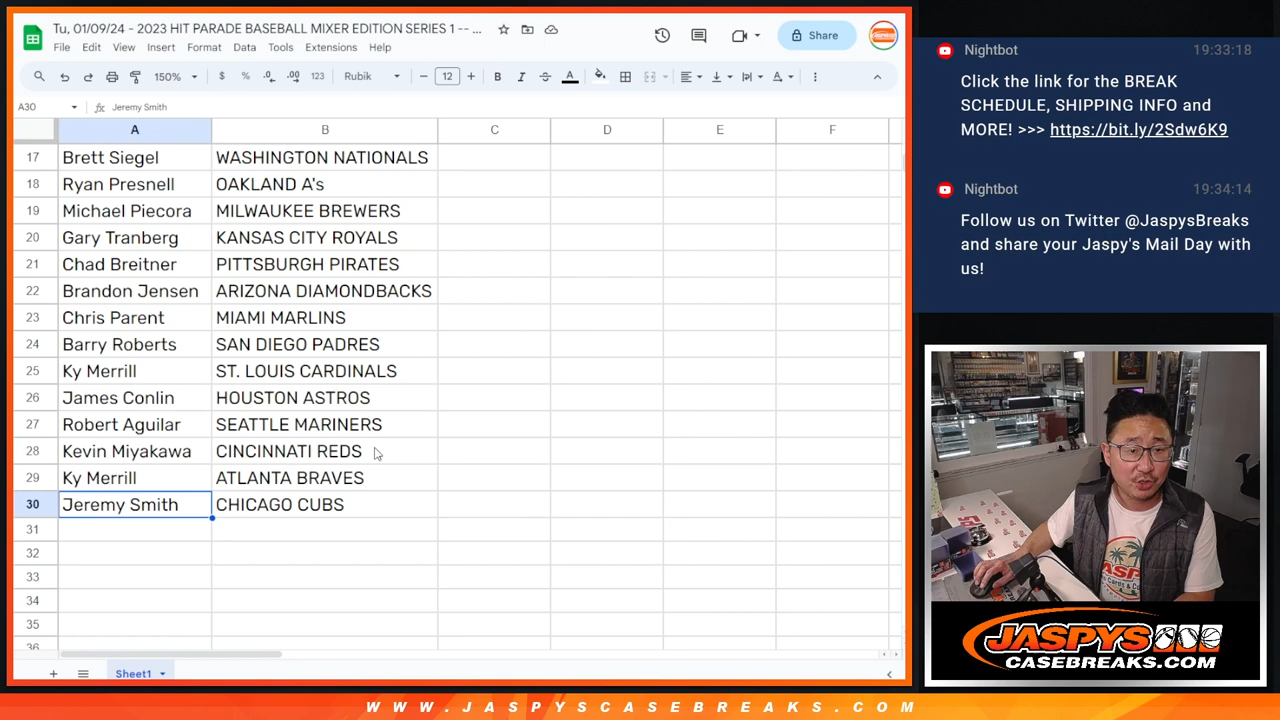 Tu, 01/09/24 - 2023 HIT PARADE BASEBALL MIXER EDITION SERIES 1 -- ...
File Edit View Insert Format Data Tools Extensions Help
Share
150% $ % .0 .00 123 Rubik 12 B I S A
A30 fx Jeremy Smith
A B C D E F
17 Brett Siegel WASHINGTON NATIONALS
18 Ryan Presnell OAKLAND A's
19 Michael Piecora MILWAUKEE BREWERS
20 Gary Tranberg KANSAS CITY ROYALS
21 Chad Breitner PITTSBURGH PIRATES
22 Brandon Jensen ARIZONA DIAMONDBACKS
23 Chris Parent MIAMI MARLINS
24 Barry Roberts SAN DIEGO PADRES
25 Ky Merrill ST. LOUIS CARDINALS
26 James Conlin HOUSTON ASTROS
27 Robert Aguilar SEATTLE MARINERS
28 Kevin Miyakawa CINCINNATI REDS
29 Ky Merrill ATLANTA BRAVES
30 Jeremy Smith CHICAGO CUBS
31
32
33
34
35
36
Sheet1
Nightbot 19:33:18
Click the link for the BREAK
SCHEDULE, SHIPPING INFO and
MORE! >>> https://bit.ly/2Sdw6K9
Nightbot 19:34:14
Follow us on Twitter @JaspysBreaks
and share your Jaspy's Mail Day with
us!
JASPYS
CASEBREAKS.COM
WWW.JASPYSCASEBREAKS.COM